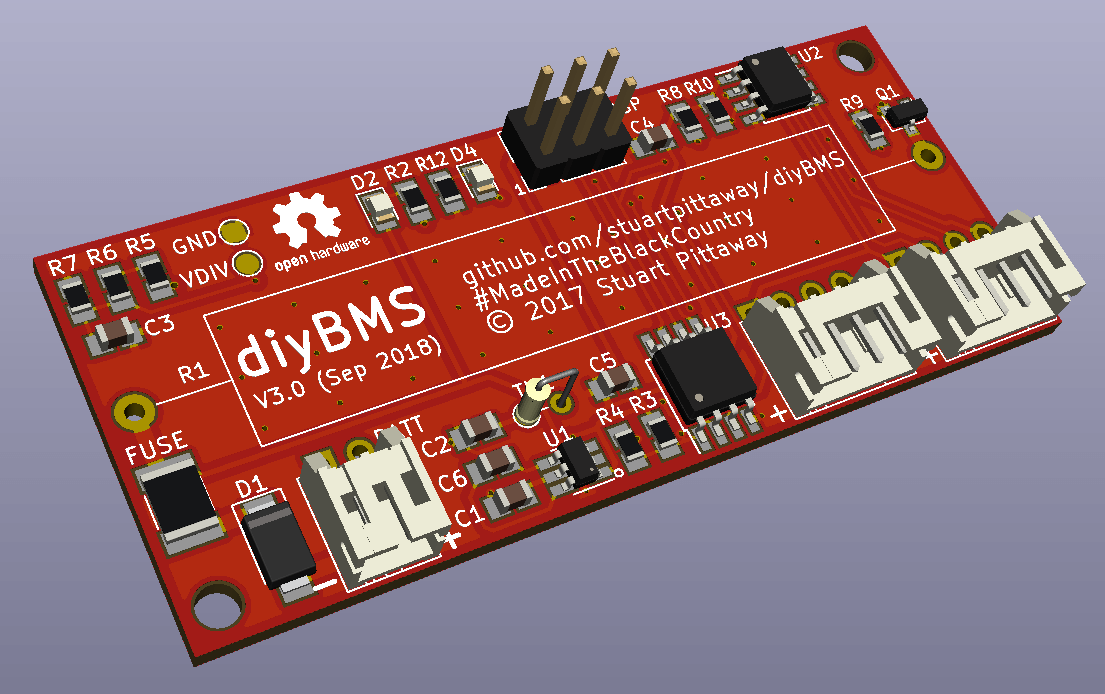 U2
R8
R10
R9
Q1
C4
D2
R2
R12
D4
1
R7
R6
R5
GND
VDIV
open hardware
github.com/stuartpittaway/diyBMS
#MadeInTheBlackCountry
© 2017 Stuart Pittaway
diyBMS
V3.0 (Sep 2018)
C3
R1
U3
C5
FUSE
C2
U1
R4
R3
C6
C1
D1
+
+
+
−